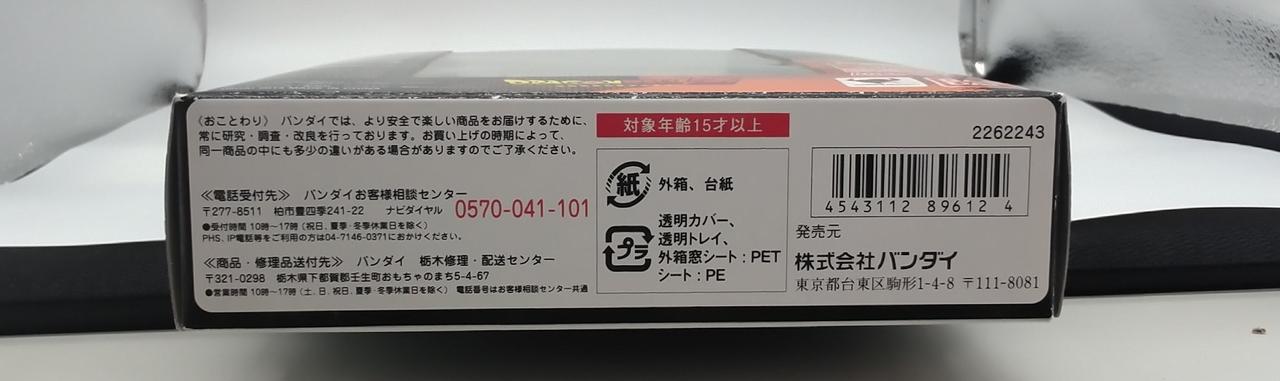 〈おことわり〉 バンダイでは、より安全で楽しい商品をお届けするために、
常に研究・調査・改良を行っております。お買い上げの時期によって、
同一商品の中にも多少の違いがある場合がありますのでご了承ください。
≪電話受付先≫ バンダイお客様相談センター
〒277-8511 柏市豊四季241-22 ナビダイヤル 0570-041-101
●受付時間 10時〜17時(祝日、夏季・冬季休業日を除く)
PHS、IP電話等をご利用の方は04-7146-0371におかけください。
≪商品・修理品送付先≫ バンダイ 栃木修理・配送センター
〒321-0298 栃木県下都賀郡壬生町おもちゃのまち5-4-67
●営業時間 10時〜17時(土、日、祝日、夏季・冬季休業日を除く) 電話番号はお客様相談センター共通
対象年齢15才以上
紙 外箱、台紙
プラ 透明カバー、
透明トレイ、
外箱窓シート:PET
シート:PE
2262243
4543112 89612 4
発売元
株式会社バンダイ
東京都台東区駒形1-4-8 〒111-8081